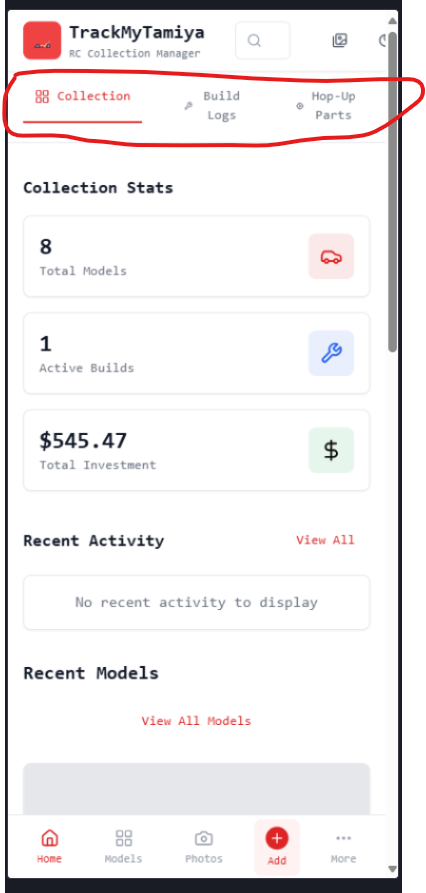 TrackMyTamiya
RC Collection Manager
Collection
Build
Logs
Hop-Up
Parts
Collection Stats
8
Total Models
1
Active Builds
$545.47
Total Investment
Recent Activity
View All
No recent activity to display
Recent Models
View All Models
Home
Models
Photos
Add
More